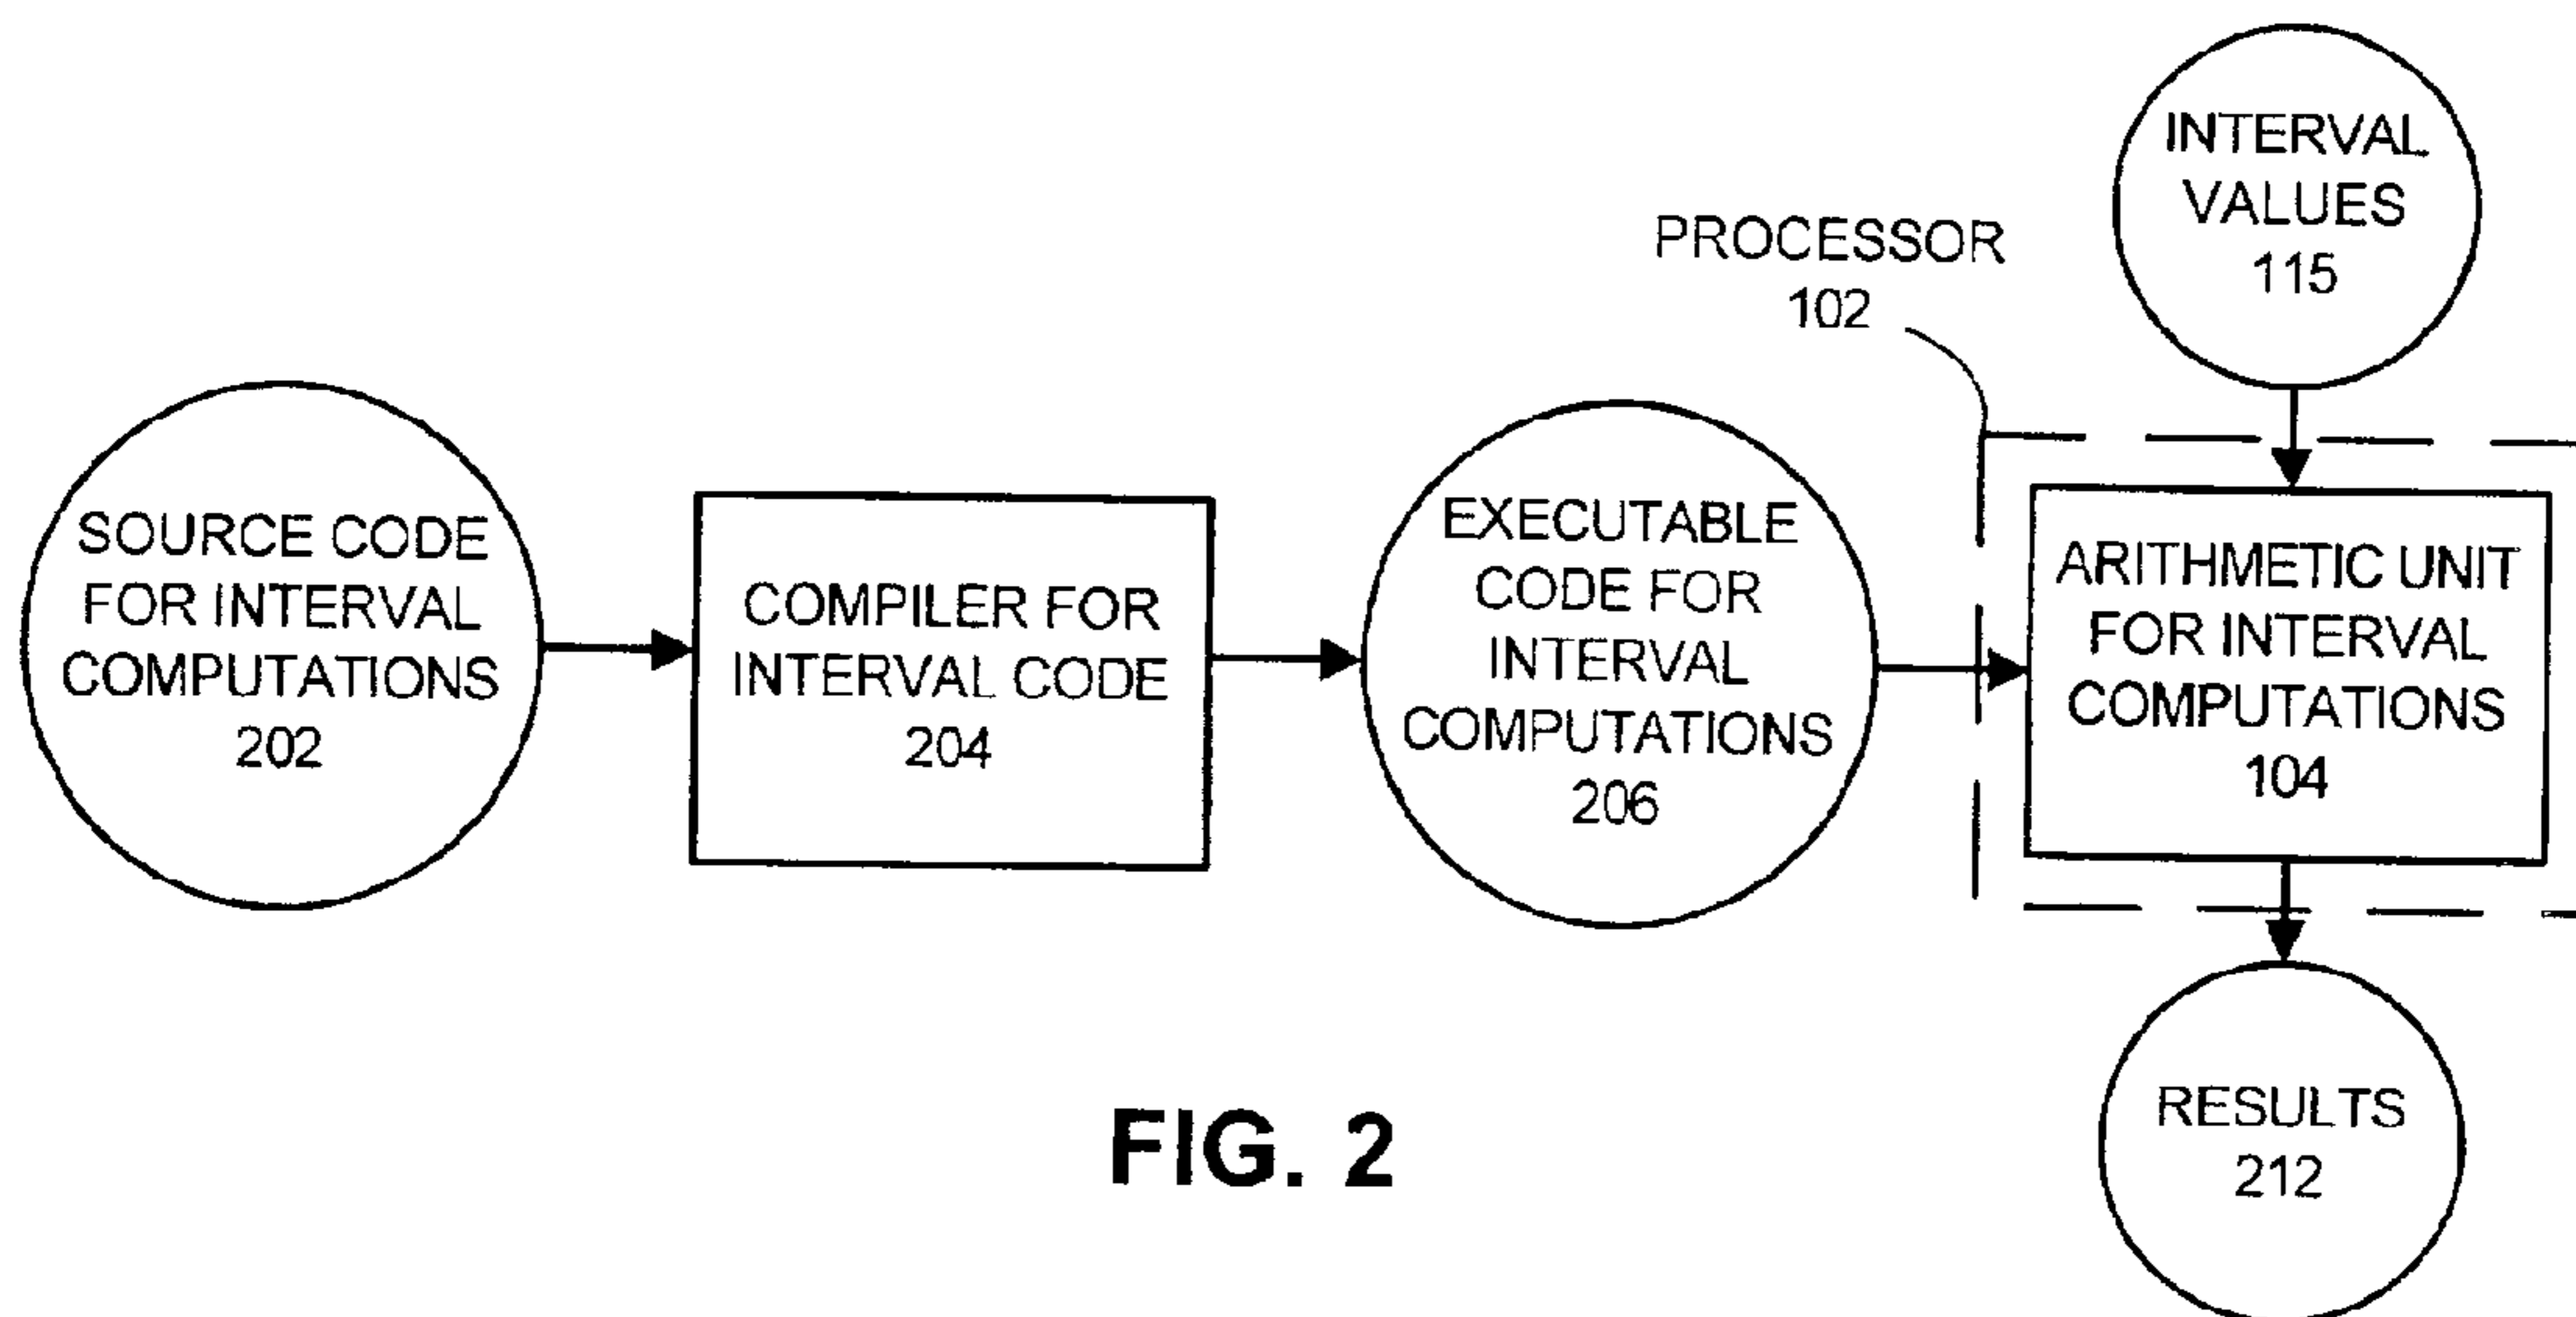 INTERVAL
VALUES
115
PROCESSOR
102
SOURCE CODE
FOR INTERVAL
COMPUTATIONS
202
COMPILER FOR
INTERVAL CODE
204
EXECUTABLE
CODE FOR
INTERVAL
COMPUTATIONS
206
ARITHMETIC UNIT
FOR INTERVAL
COMPUTATIONS
104
RESULTS
212
FIG. 2